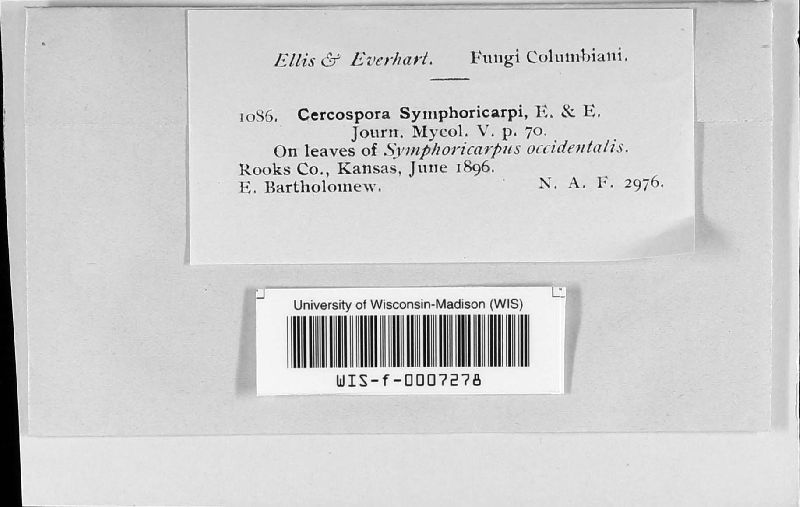 Ellis & Everhart. Fungi Columbiani.
1086. Cercospora Symphoricarpi, E. & E.
Journ. Mycol. V. p. 70.
On leaves of Symphoricarpus occidentalis.
Rooks Co., Kansas, June 1896.
E. Bartholomew. N. A. F. 2976.
University of Wisconsin-Madison (WIS)
WIS-f-0007278